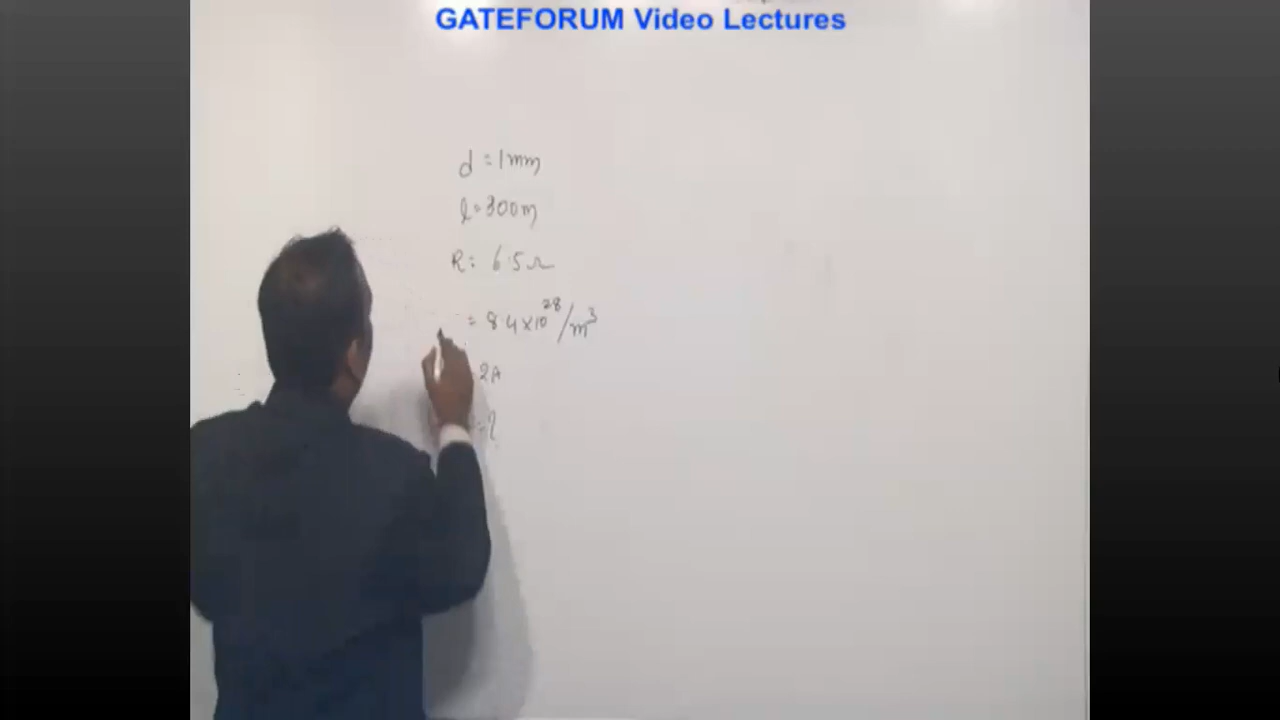 GATEFORUM Video Lectures
d = 1mm
l = 300m
R = 6.5Ω
= 8.4×10²⁸/m³
2A
= ?